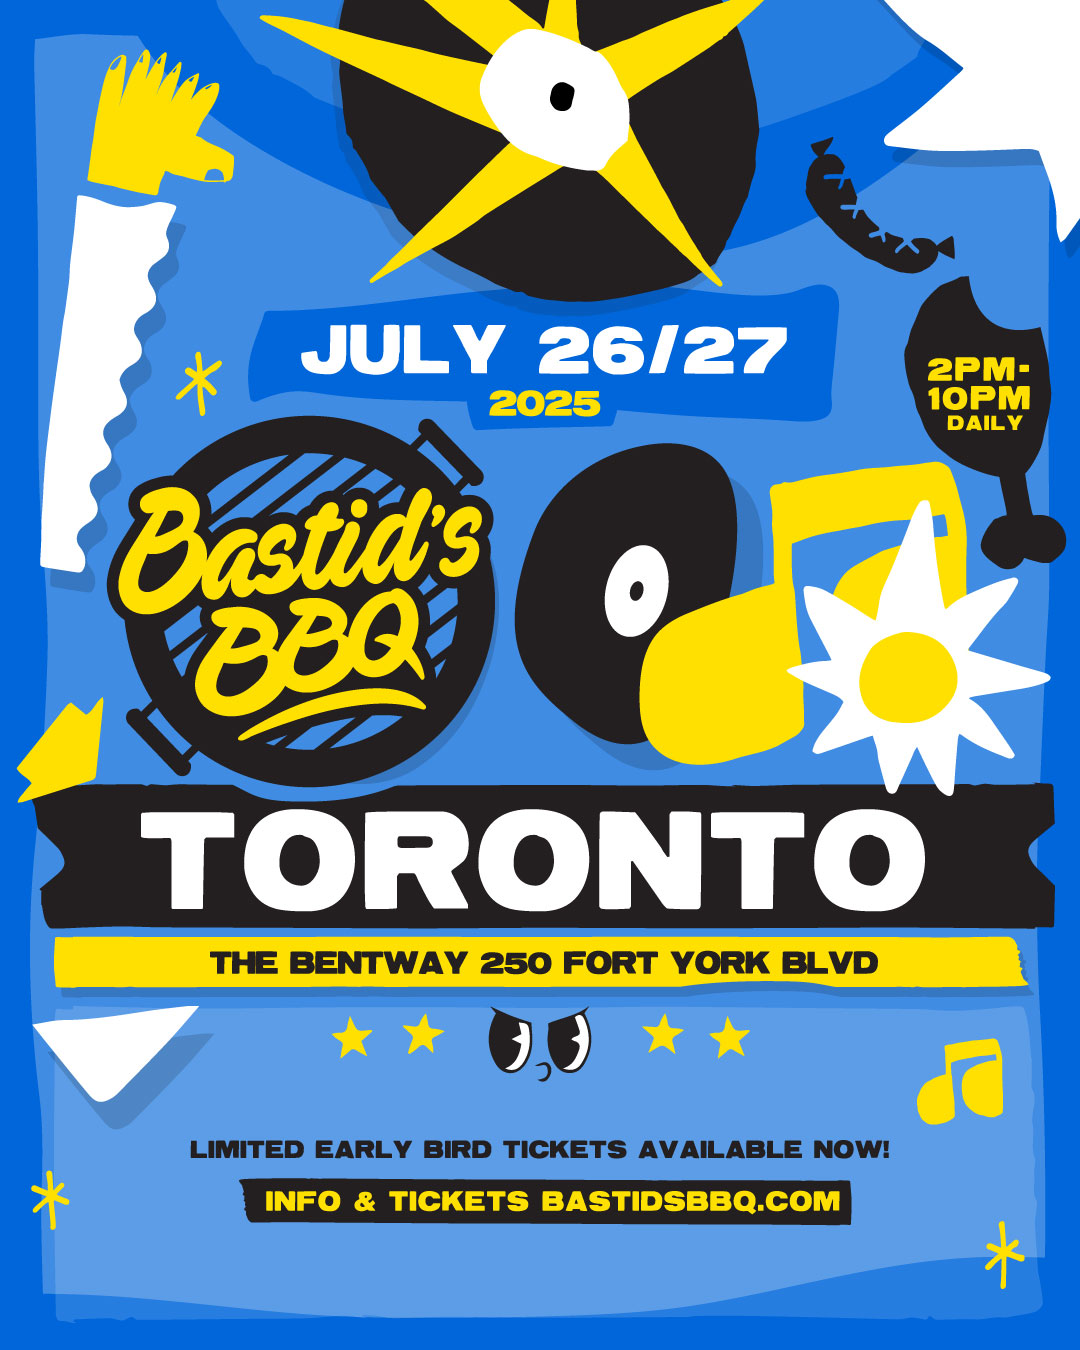 JULY 26/27
2025
2PM-
10PM
DAILY
Bastid's
BBQ
TORONTO
THE BENTWAY 250 FORT YORK BLVD
LIMITED EARLY BIRD TICKETS AVAILABLE NOW!
INFO & TICKETS BASTIDSBBQ.COM